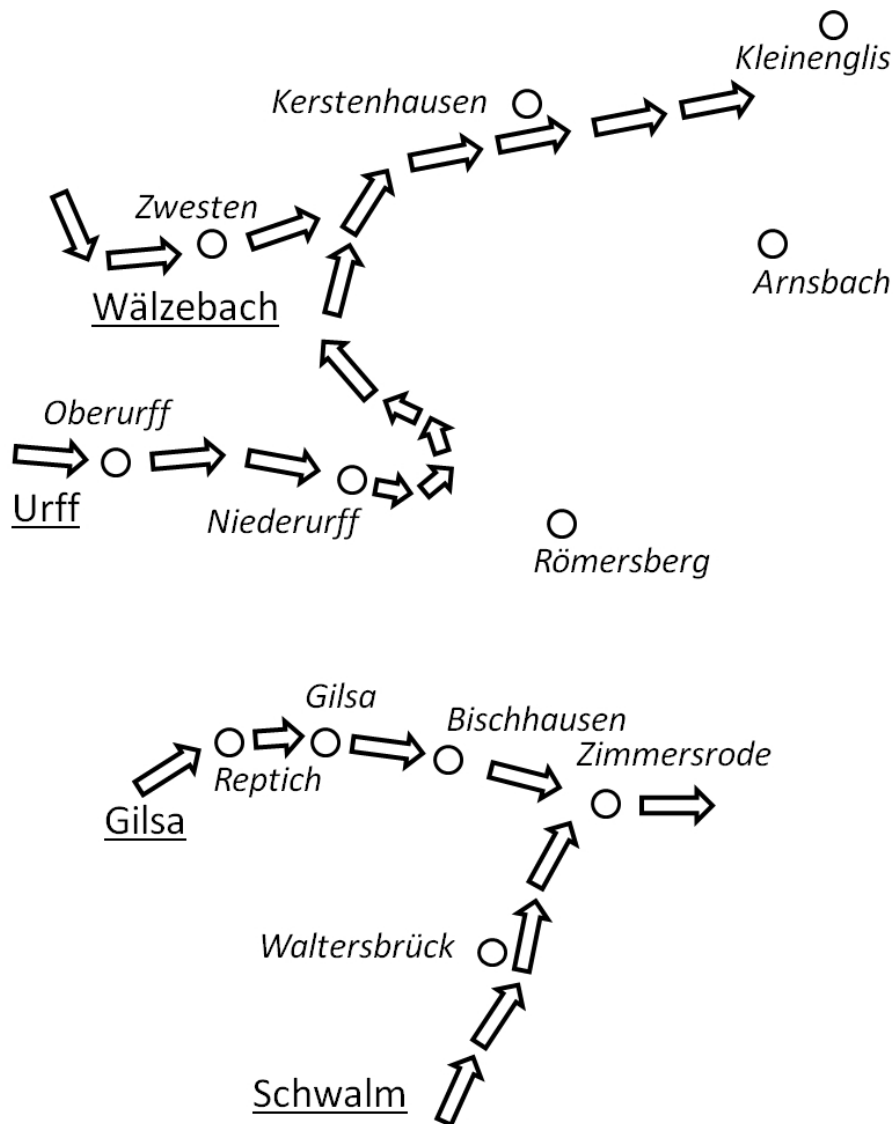 Kleinenglis
Kerstenhausen
Zwesten
Arnsbach
Wälzebach
Oberurff
Urff
Niederurff
Römersberg
Gilsa
Bischhausen
Zimmersrode
Reptich
Gilsa
Waltersbrück
Schwalm